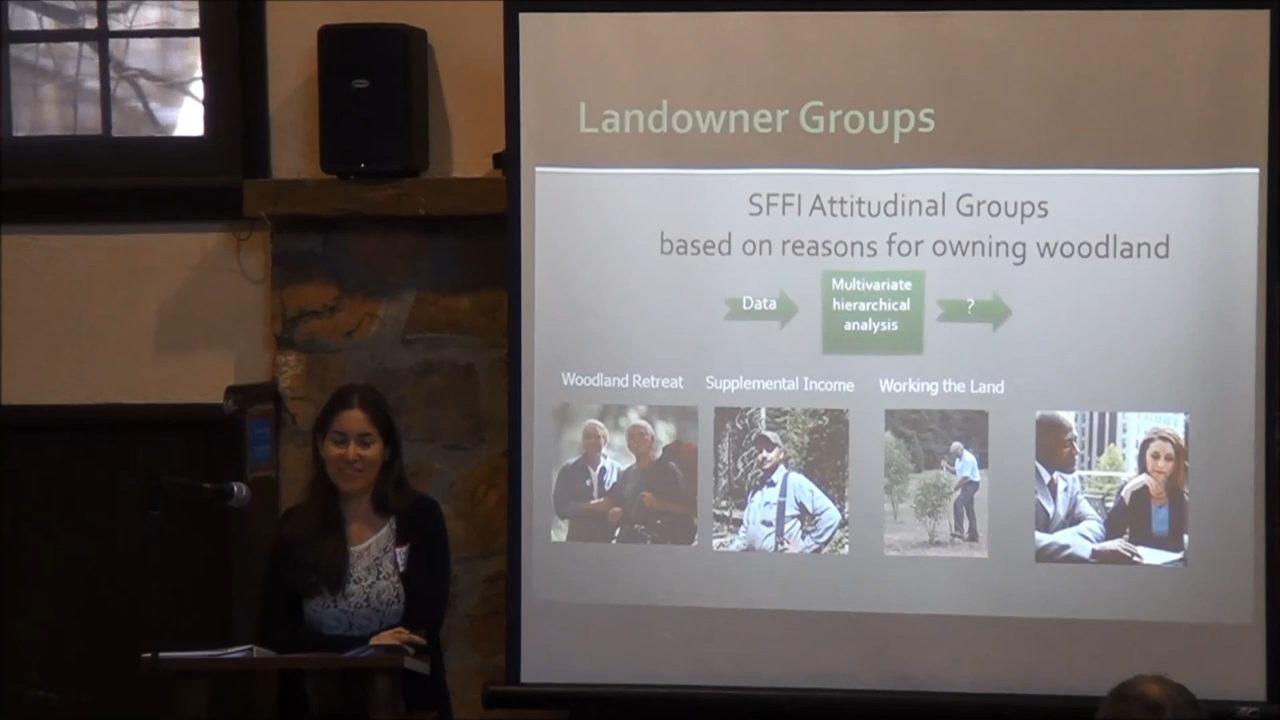 Landowner Groups
SFFI Attitudinal Groups
based on reasons for owning woodland
Data
Multivariate
hierarchical
analysis
?
Woodland Retreat
Supplemental Income
Working the Land